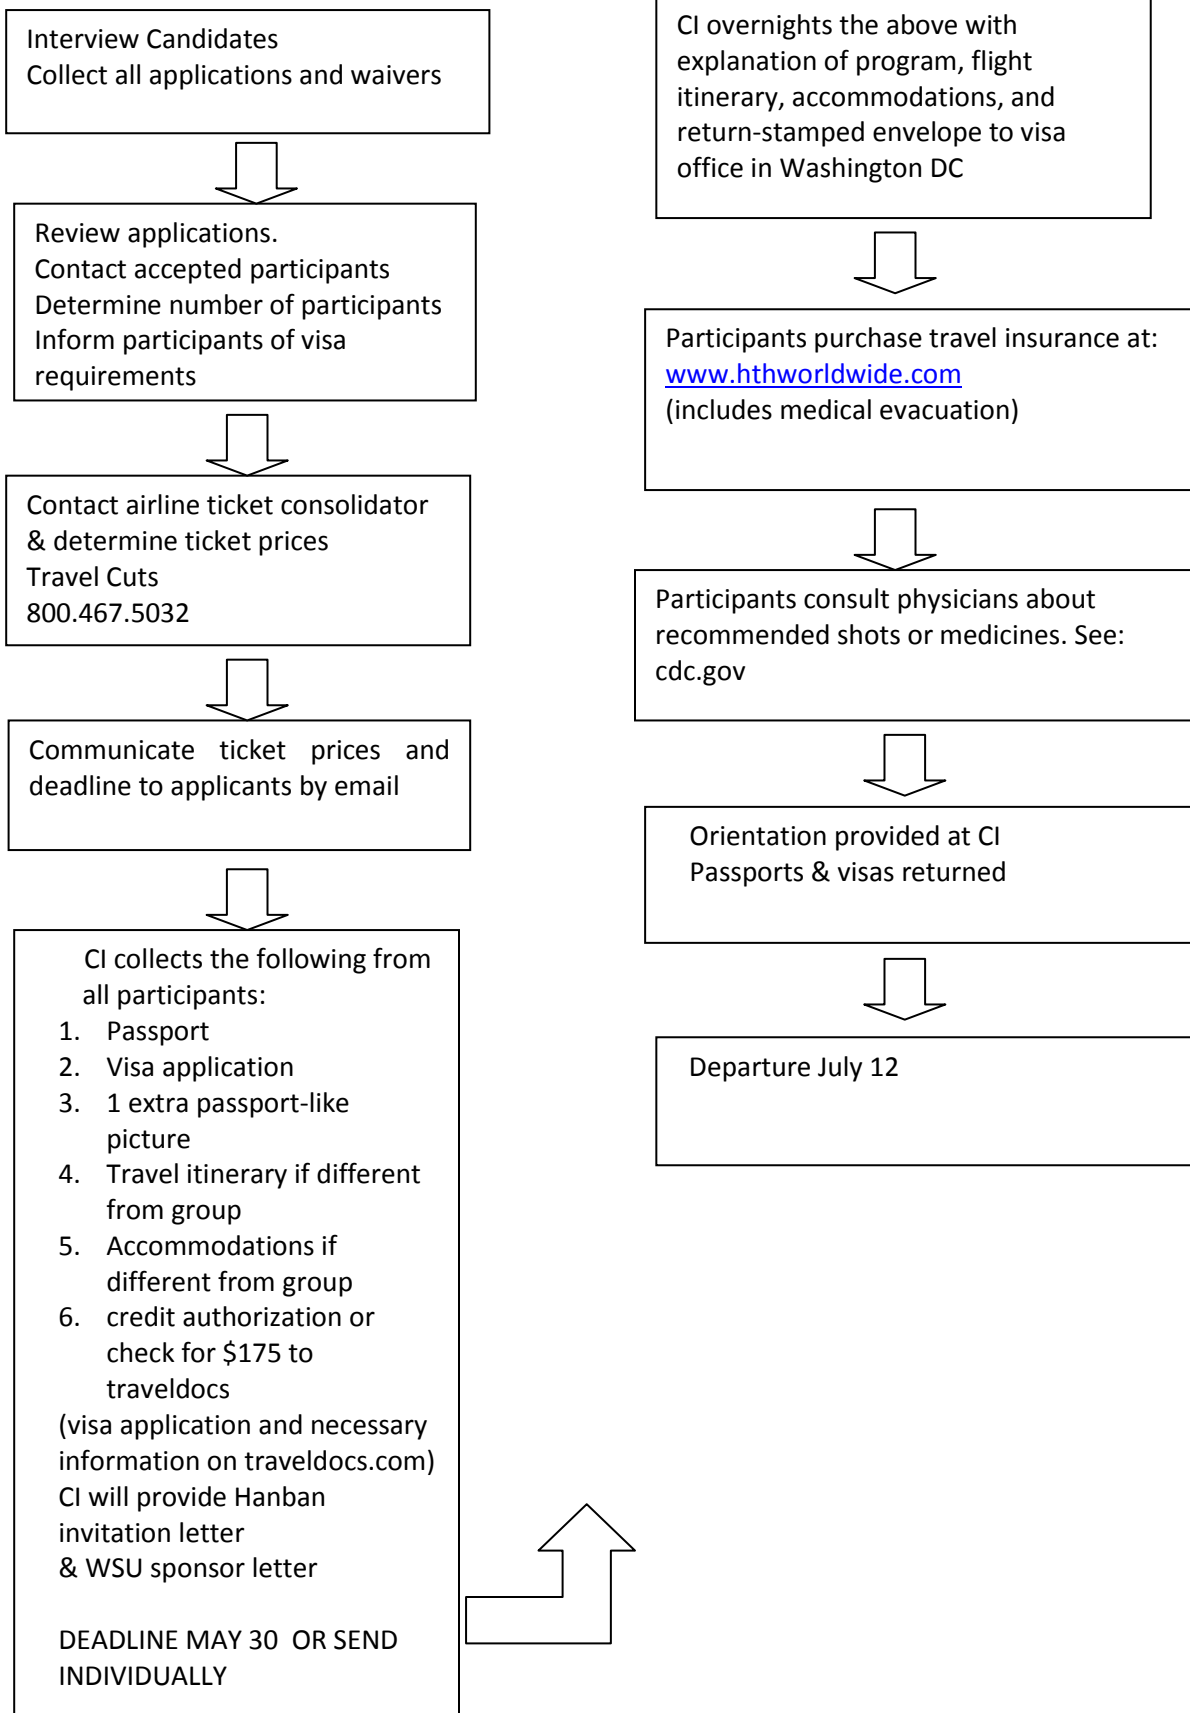 Interview Candidates
Collect all applications and waivers
Review applications.
Contact accepted participants
Determine number of participants
Inform participants of visa
requirements
Contact airline ticket consolidator
& determine ticket prices
Travel Cuts
800.467.5032
Communicate ticket prices and
deadline to applicants by email
CI collects the following from
all participants:
1. Passport
2. Visa application
3. 1 extra passport-like
picture
4. Travel itinerary if different
from group
5. Accommodations if
different from group
6. credit authorization or
check for $175 to
traveldocs
(visa application and necessary
information on traveldocs.com)
CI will provide Hanban
invitation letter
& WSU sponsor letter
DEADLINE MAY 30 OR SEND
INDIVIDUALLY
CI overnights the above with
explanation of program, flight
itinerary, accommodations, and
return-stamped envelope to visa
office in Washington DC
Participants purchase travel insurance at:
www.hthworldwide.com
(includes medical evacuation)
Participants consult physicians about
recommended shots or medicines. See:
cdc.gov
Orientation provided at CI
Passports & visas returned
Departure July 12